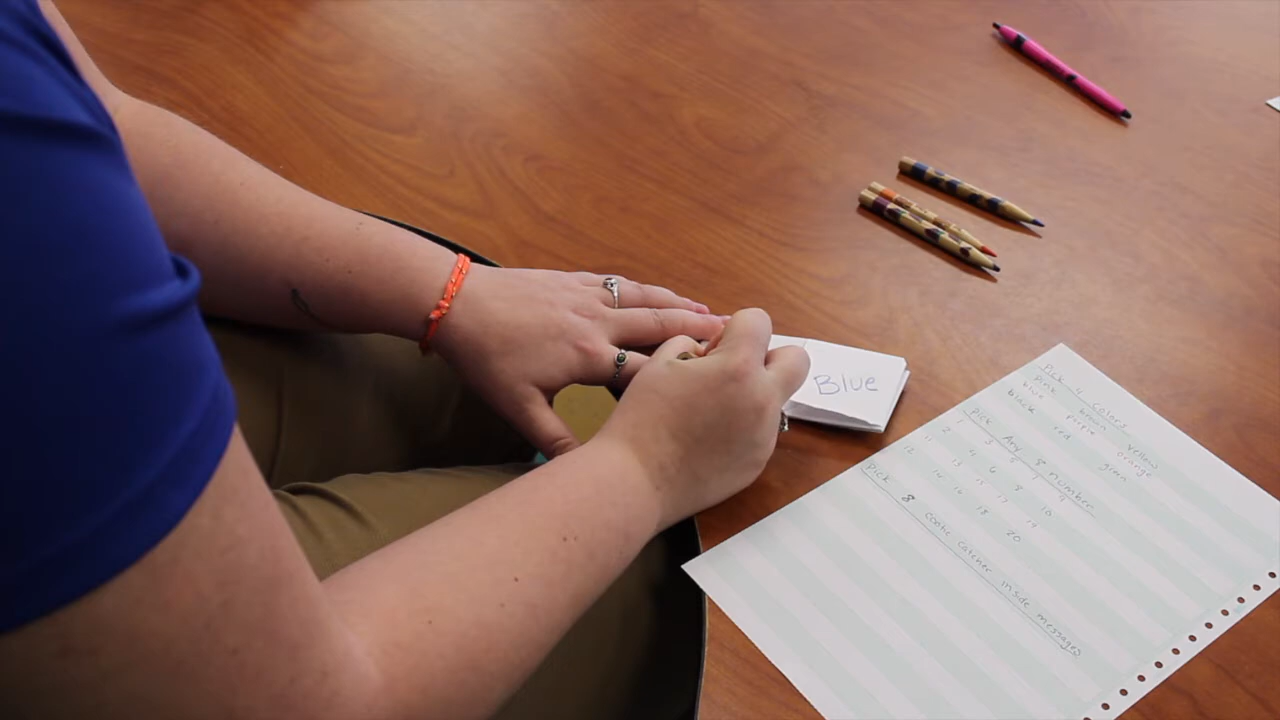 Blue
Pick 4 Colors
pink brown yellow
blue purple orange
black red green
Pick Any 8 number
1 3 5 7 9
2 4 6 8 10
11 13 15 17 19
12 14 16 18 20
Pick 8 cootie catcher inside messages